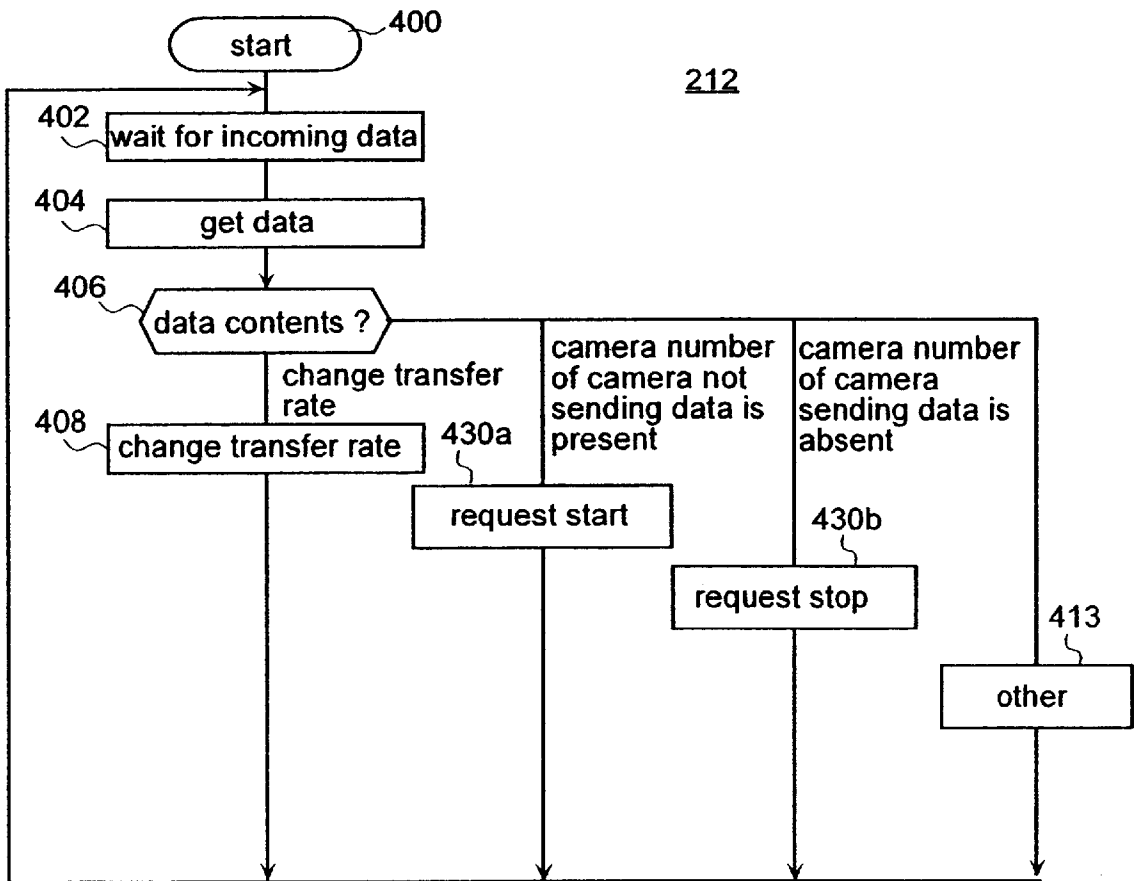 400
start
212
402
wait for incoming data
404
get data
406
data contents ?
change transfer
rate
camera number
of camera not
sending data is
present
camera number
of camera
sending data is
absent
408
change transfer rate
430a
request start
430b
request stop
413
other